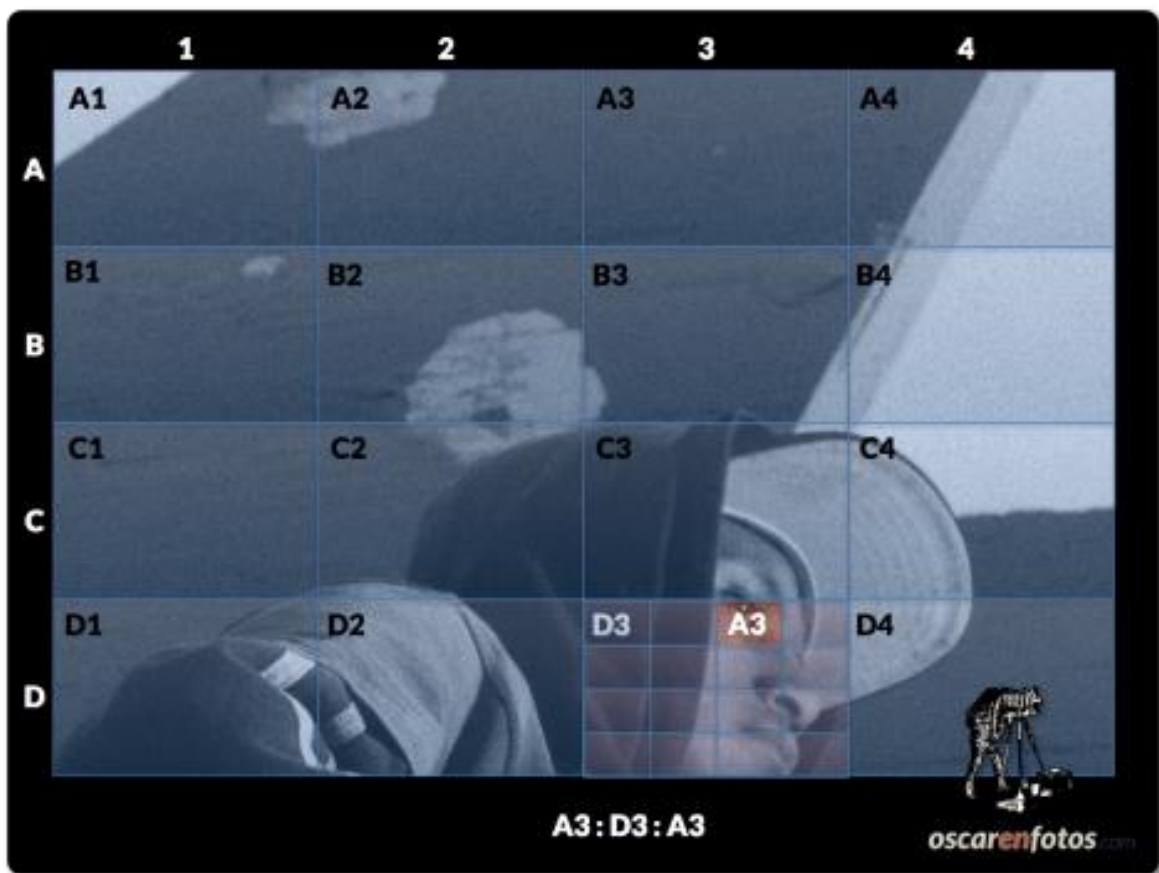 1 2 3 4
A
A1 A2 A3 A4
B
B1 B2 B3 B4
C
C1 C2 C3 C4
D
D1 D2 D3 A3 D4
A3:D3:A3
oscarenfotos.com